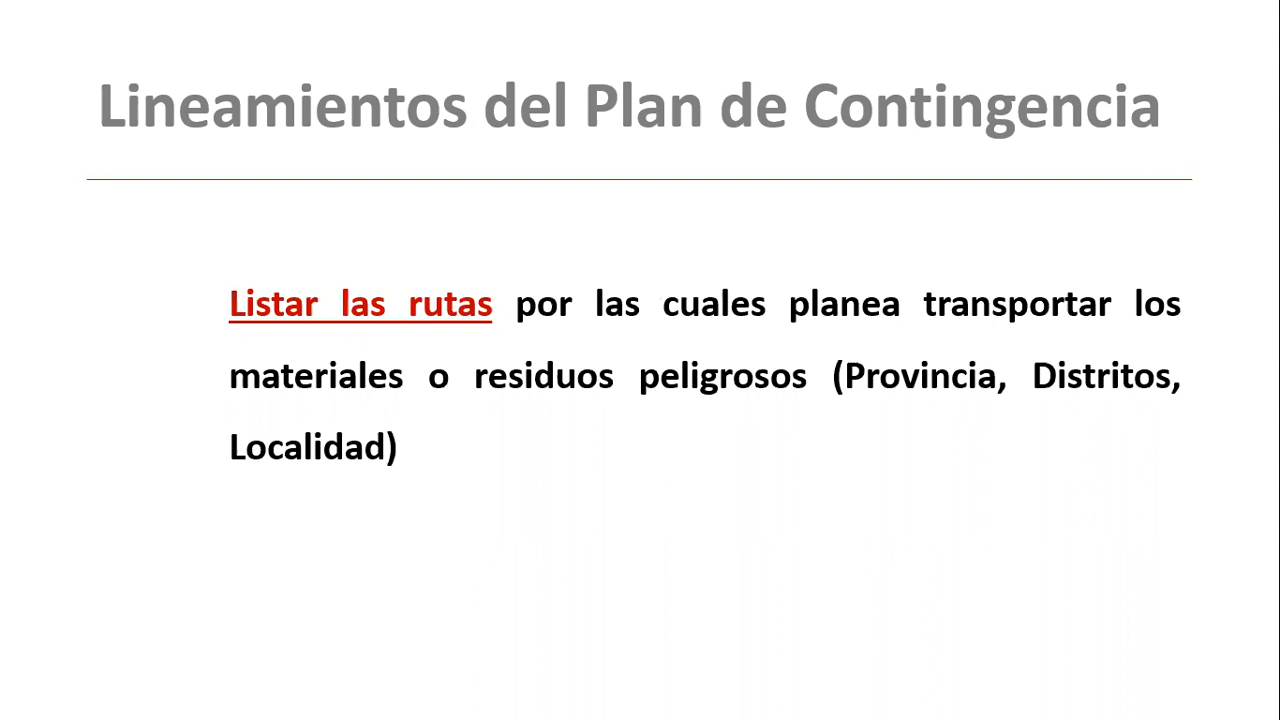 Lineamientos del Plan de Contingencia
Listar las rutas por las cuales planea transportar los
materiales o residuos peligrosos (Provincia, Distritos,
Localidad)